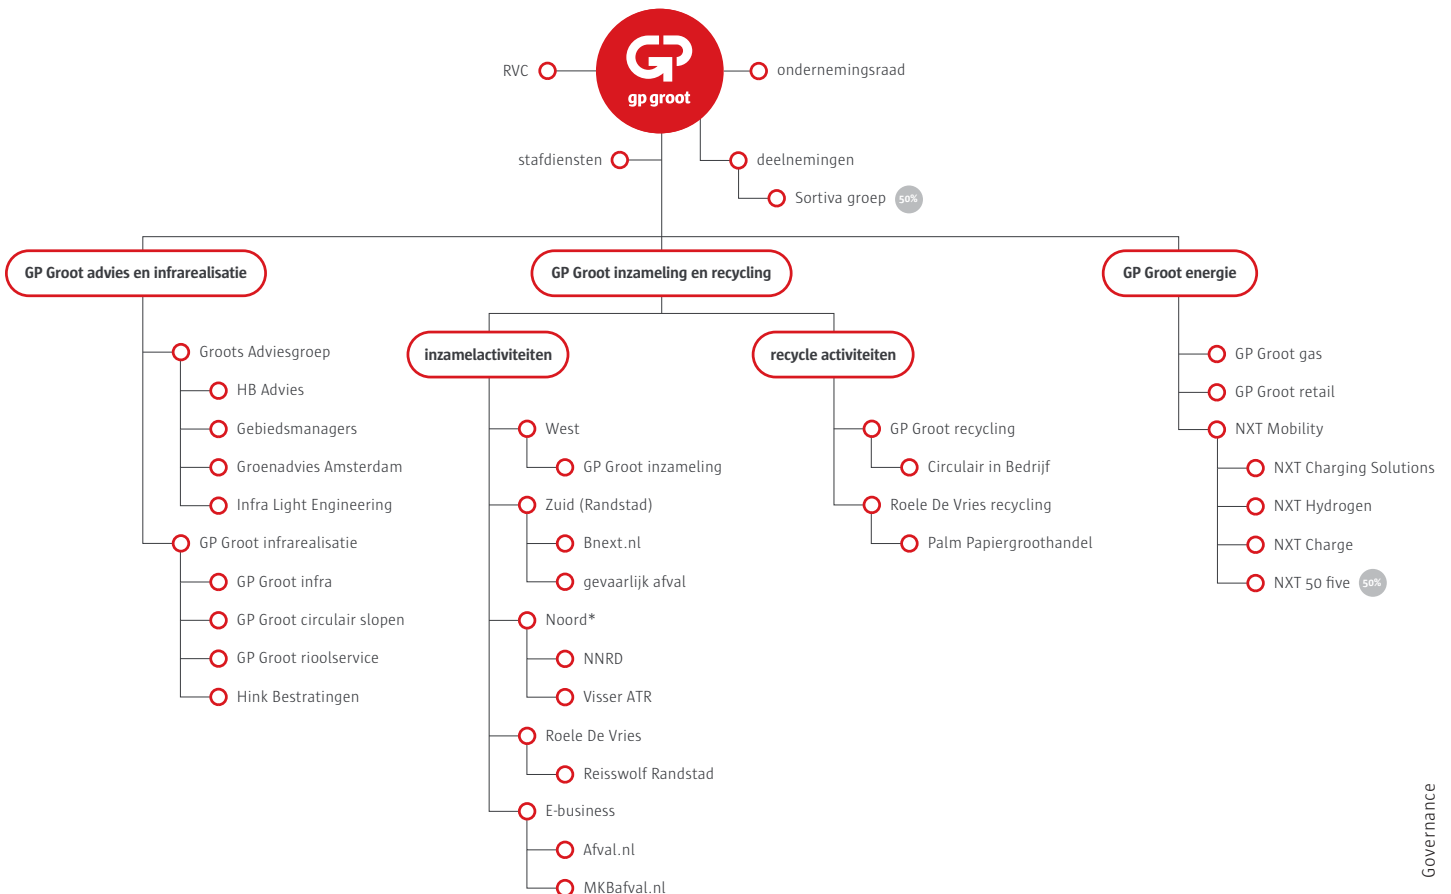 GP
gp groot
RVC
ondernemingsraad
stafdiensten
deelnemingen
Sortiva groep 50%
GP Groot advies en infrarealisatie
Groots Adviesgroep
HB Advies
Gebiedsmanagers
Groenadvies Amsterdam
Infra Light Engineering
GP Groot infrarealisatie
GP Groot infra
GP Groot circulair slopen
GP Groot rioolservice
Hink Bestratingen
GP Groot inzameling en recycling
inzamelactiviteiten
West
GP Groot inzameling
Zuid (Randstad)
Bnext.nl
gevaarlijk afval
Noord*
NNRD
Visser ATR
Roele De Vries
Reisswolf Randstad
E-business
Afval.nl
MKBafval.nl
recycle activiteiten
GP Groot recycling
Circulair in Bedrijf
Roele De Vries recycling
Palm Papiergroothandel
GP Groot energie
GP Groot gas
GP Groot retail
NXT Mobility
NXT Charging Solutions
NXT Hydrogen
NXT Charge
NXT 50 five 50%
Governance